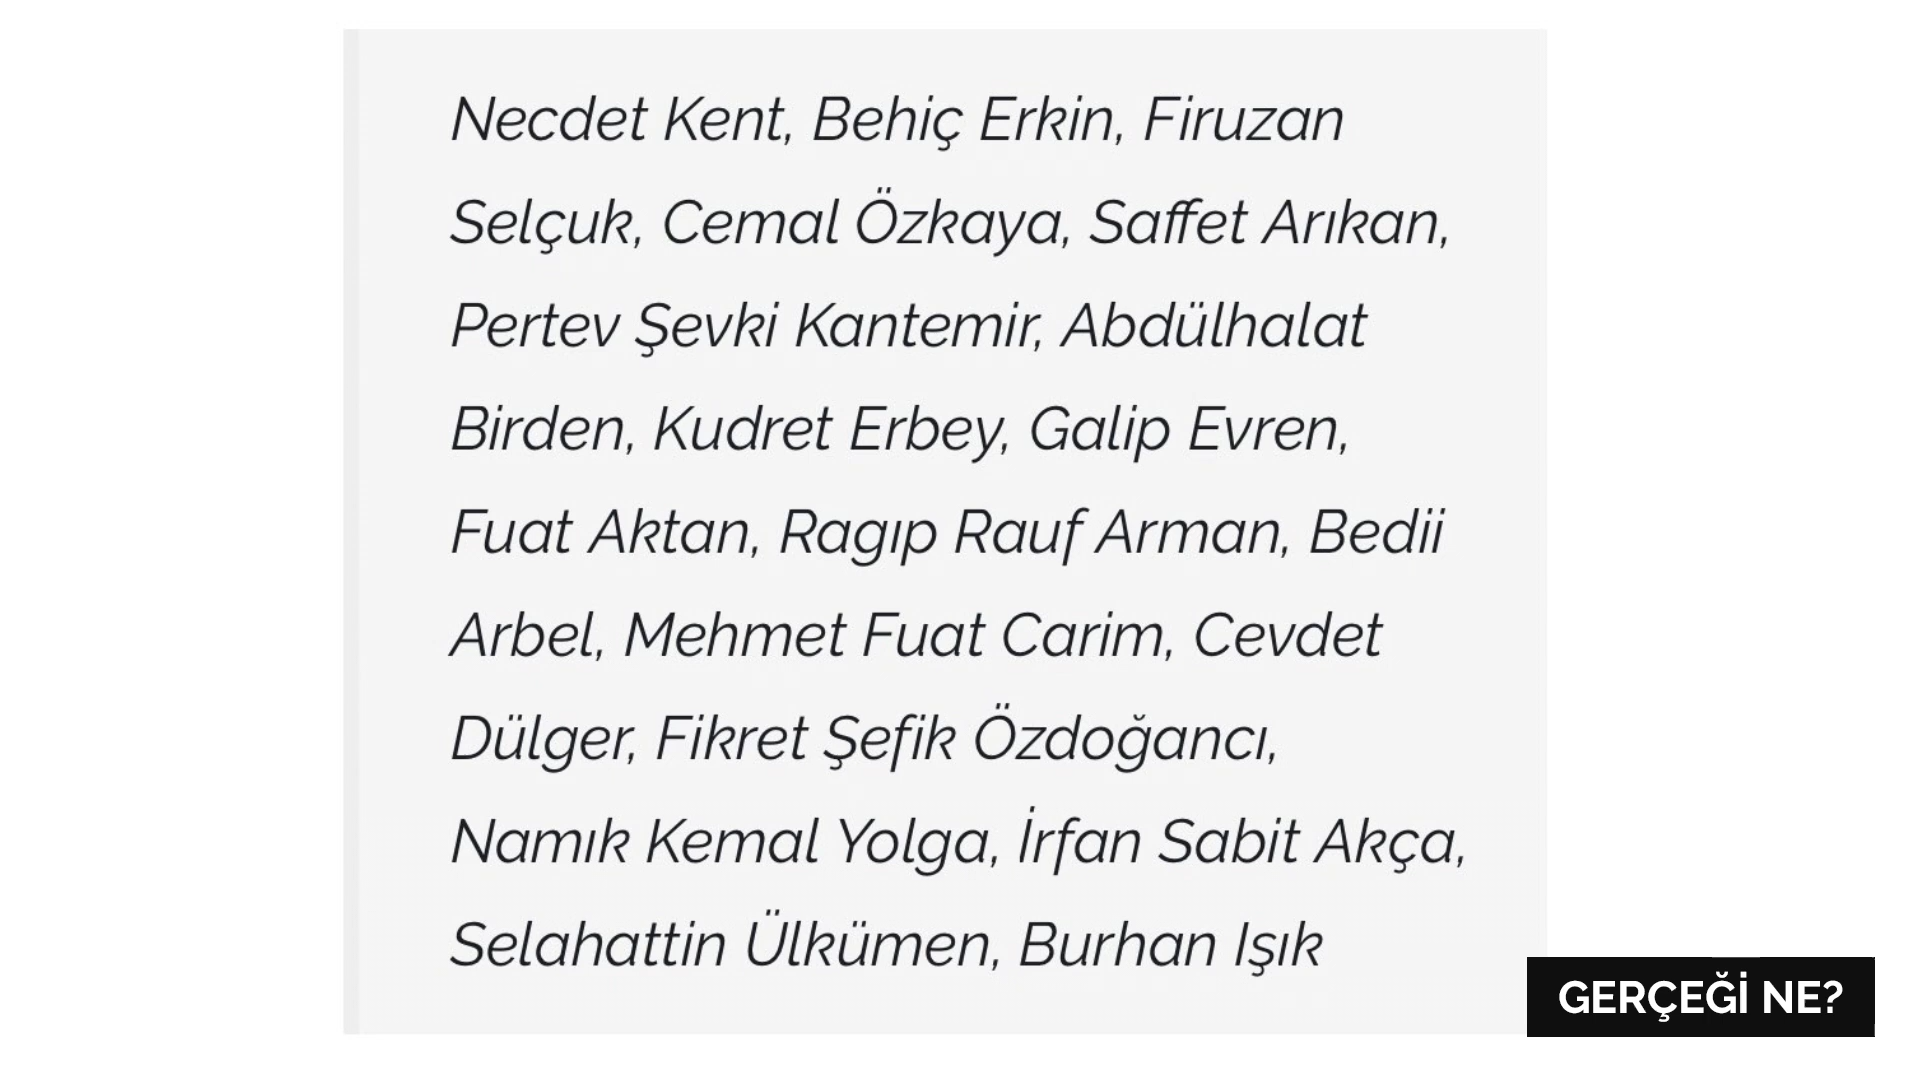 Necdet Kent, Behiç Erkin, Firuzan
Selçuk, Cemal Özkaya, Saffet Arıkan,
Pertev Şevki Kantemir, Abdülhalat
Birden, Kudret Erbey, Galip Evren,
Fuat Aktan, Ragıp Rauf Arman, Bedii
Arbel, Mehmet Fuat Carim, Cevdet
Dülger, Fikret Şefik Özdoğancı,
Namık Kemal Yolga, İrfan Sabit Akça,
Selahattin Ülkümen, Burhan Işık
GERÇEĞİ NE?